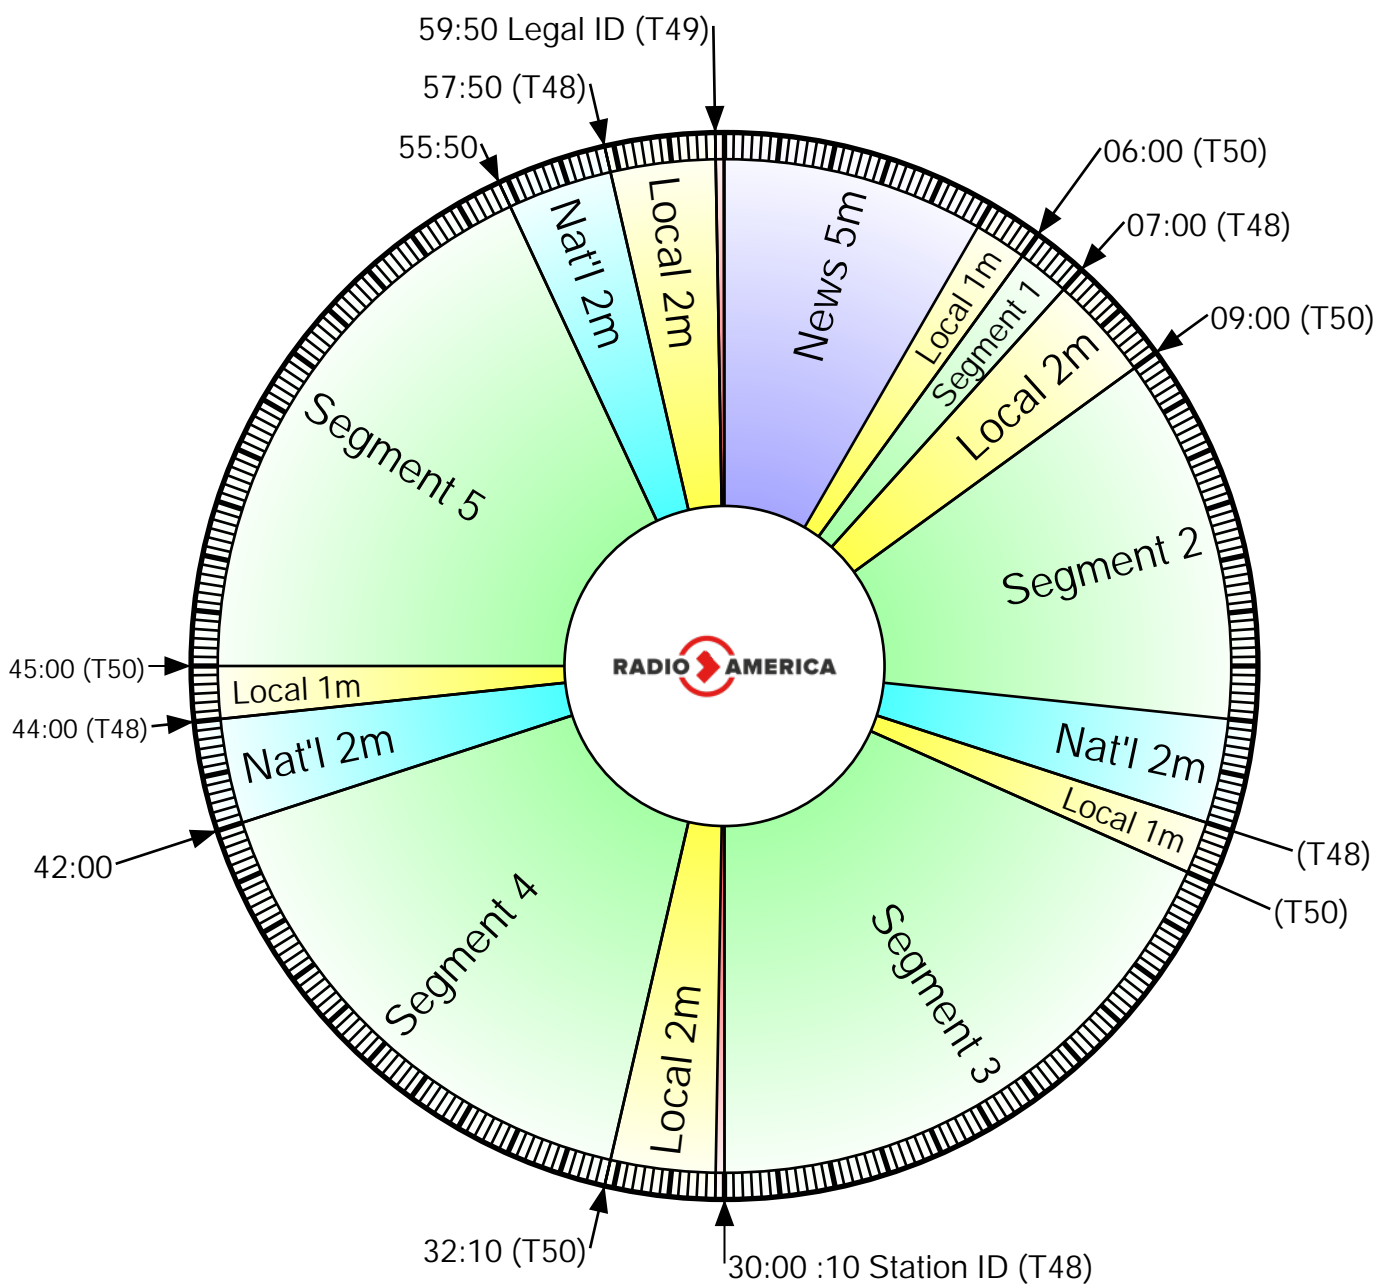 59:50 Legal ID (T49)
57:50 (T48)
55:50
06:00 (T50)
07:00 (T48)
09:00 (T50)
News 5m
Local 1m
Segment 1
Local 2m
Segment 2
Nat'l 2m
Local 1m
(T48)
(T50)
Segment 3
30:00 :10 Station ID (T48)
Local 2m
32:10 (T50)
Segment 4
42:00
Nat'l 2m
44:00 (T48)
Local 1m
45:00 (T50)
Segment 5
Nat'l 2m
Local 2m
RADIO AMERICA